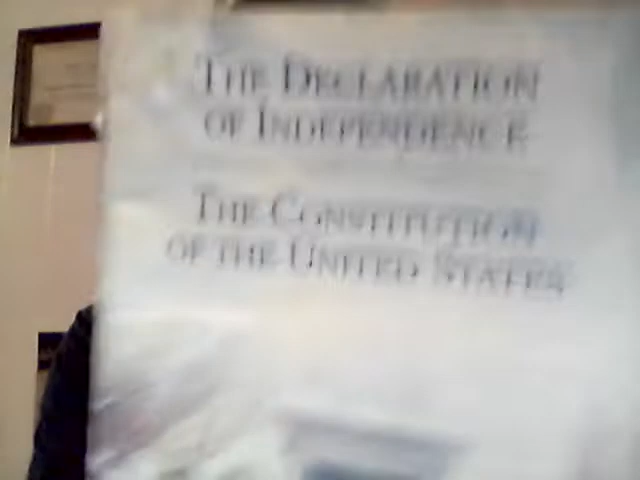 THE DECLARATION
OF INDEPENDENCE
THE CONSTITUTION
OF THE UNITED STATES